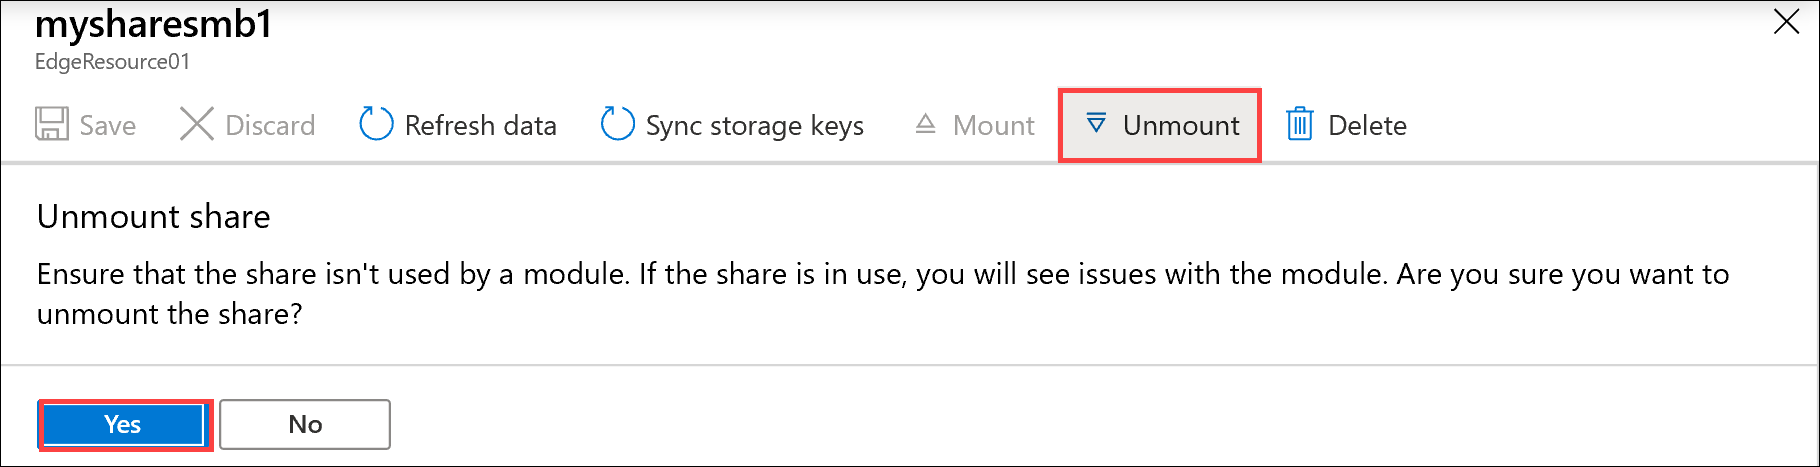 mysharesmb1
EdgeResource01
Save Discard Refresh data Sync storage keys Mount Unmount Delete
Unmount share
Ensure that the share isn't used by a module. If the share is in use, you will see issues with the module. Are you sure you want to
unmount the share?
Yes No